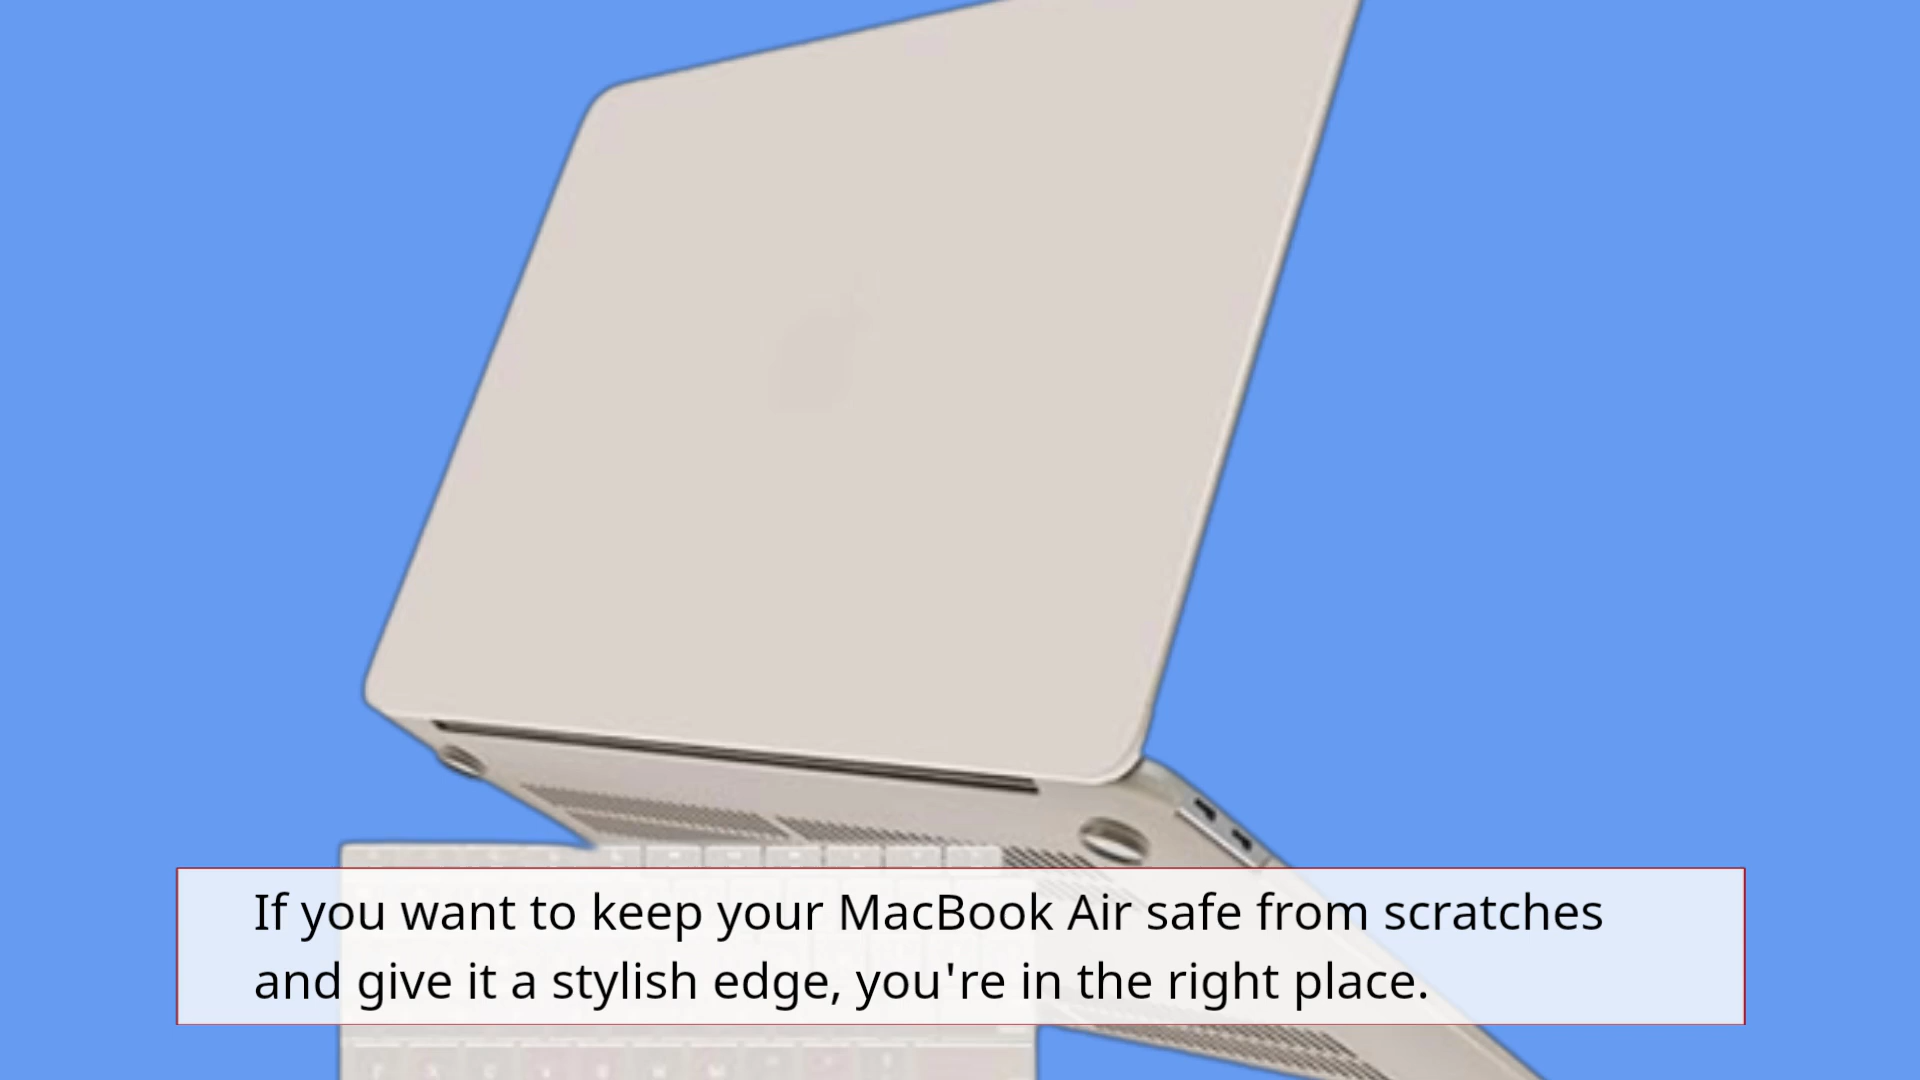 If you want to keep your MacBook Air safe from scratches
and give it a stylish edge, you're in the right place.